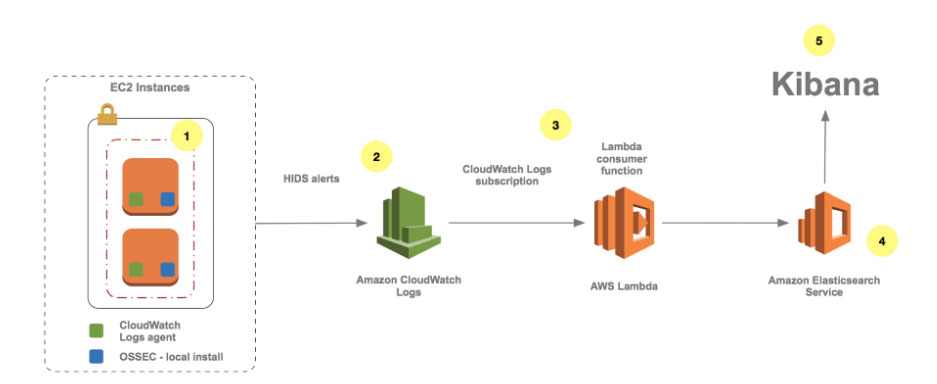 5
Kibana
EC2 Instances
1
3
2
Lambda
consumer
function
CloudWatch Logs
subscription
HIDS alerts
4
Amazon CloudWatch
Logs
AWS Lambda
Amazon Elasticsearch
Service
CloudWatch
Logs agent
OSSEC - local install